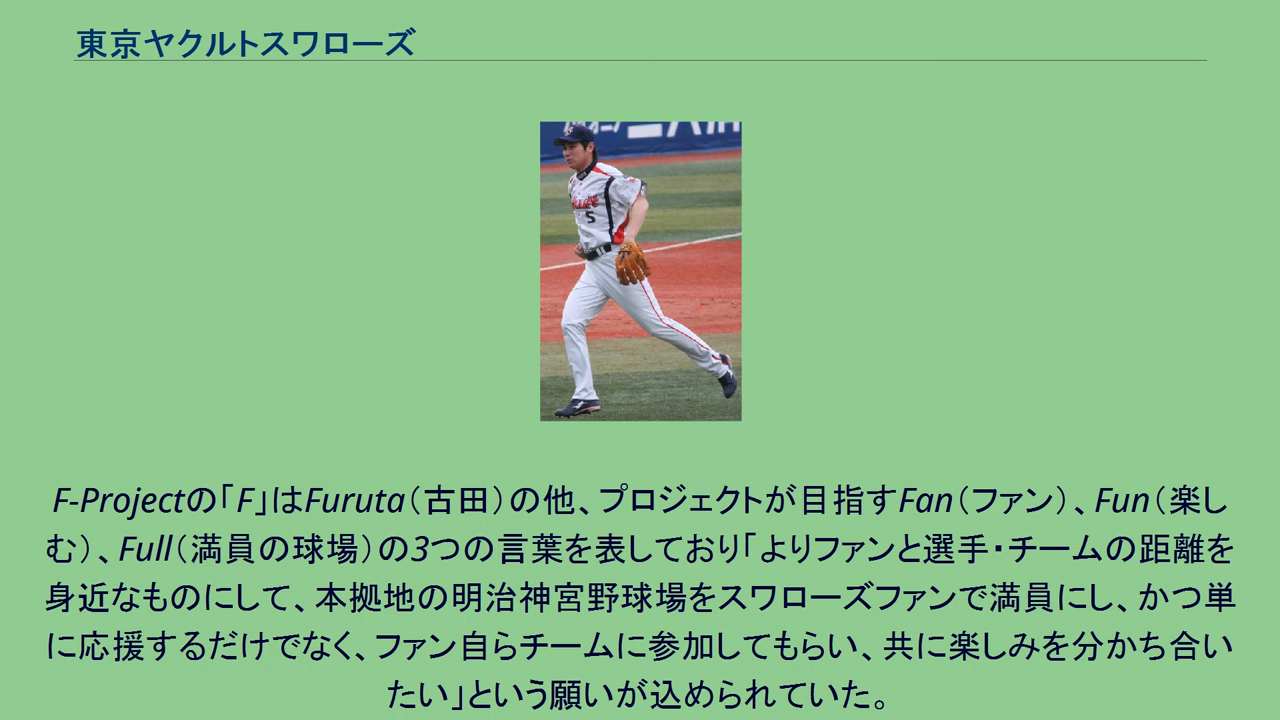 東京ヤクルトスワローズ
5
F-Projectの「F」はFuruta（古田）の他、プロジェクトが目指すFan（ファン）、Fun（楽し
む）、Full（満員の球場）の3つの言葉を表しており「よりファンと選手・チームの距離を
身近なものにして、本拠地の明治神宮野球場をスワローズファンで満員にし、かつ単
に応援するだけでなく、ファン自らチームに参加してもらい、共に楽しみを分かち合い
たい」という願いが込められていた。